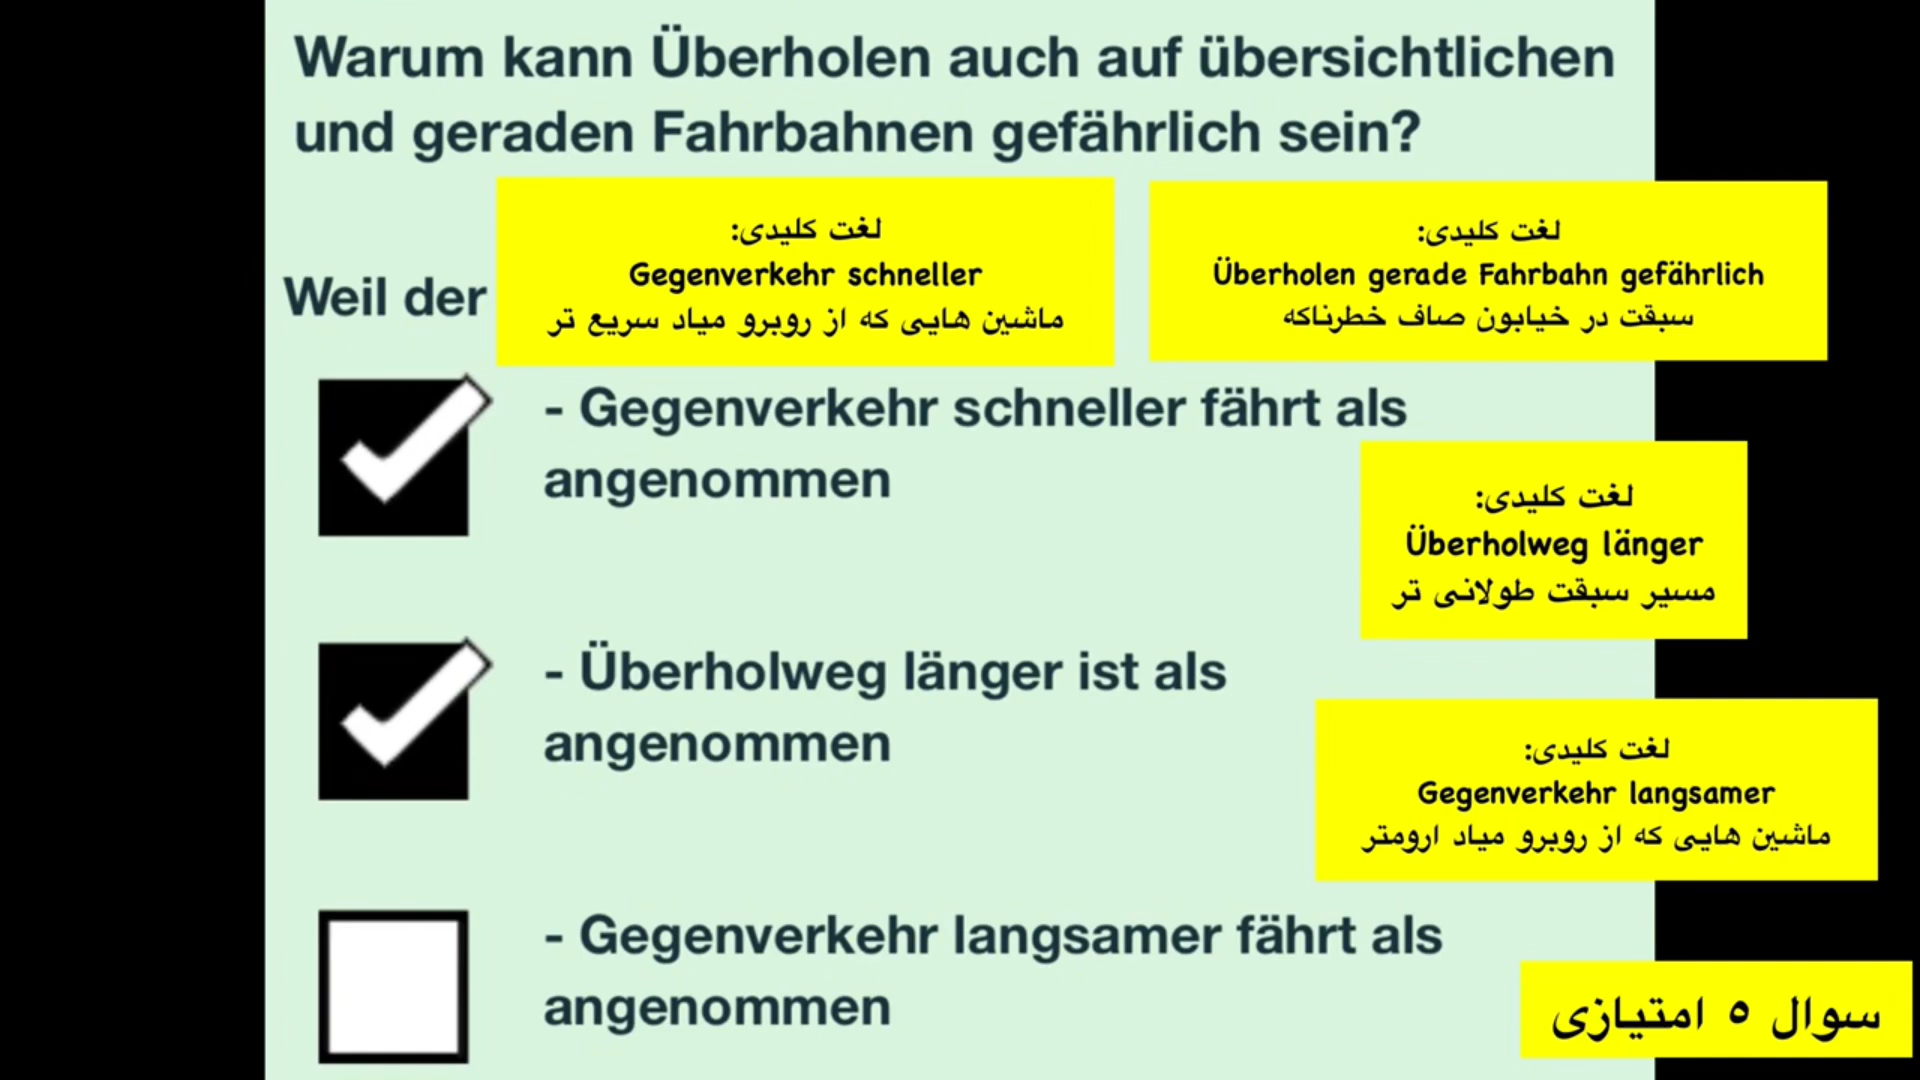 Warum kann Überholen auch auf übersichtlichen
und geraden Fahrbahnen gefährlich sein?
لغت کلیدی:
Gegenverkehr schneller
ماشین هایی که از روبرو میاد سریع تر
لغت کلیدی:
Überholen gerade Fahrbahn gefährlich
سبقت در خیابون صاف خطرناکه
Weil der
- Gegenverkehr schneller fährt als
angenommen
لغت کلیدی:
Überholweg länger
مسیر سبقت طولانی تر
- Überholweg länger ist als
angenommen
لغت کلیدی:
Gegenverkehr langsamer
ماشین هایی که از روبرو میاد ارومتر
- Gegenverkehr langsamer fährt als
angenommen
سوال ۵ امتیازی